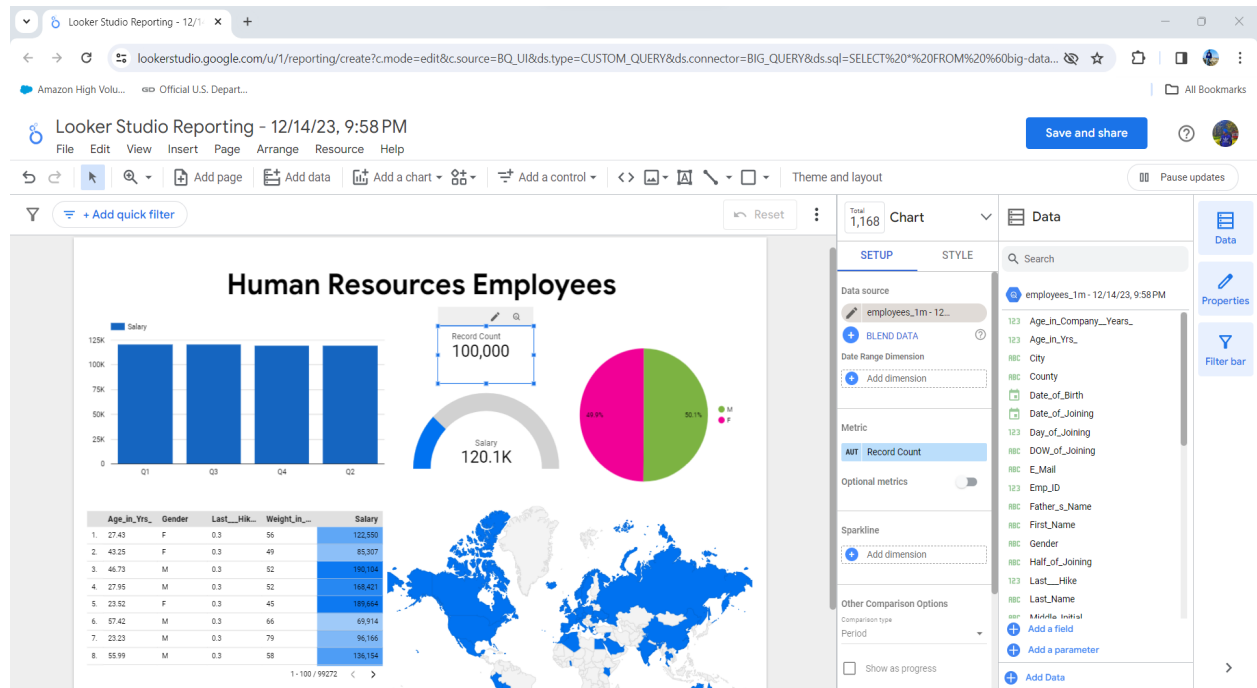 Looker Studio Reporting - 12/1
lookerstudio.google.com/u/1/reporting/create?c.mode=edit&c.source=BQ_UI&ds.type=CUSTOM_QUERY&ds.connector=BIG_QUERY&ds.sql=SELECT%20*%20FROM%20%60big-data...
Amazon High Volu... Official U.S. Depart... All Bookmarks
Looker Studio Reporting - 12/14/23, 9:58 PM
Save and share
File Edit View Insert Page Arrange Resource Help
Add page Add data Add a chart Add a control Theme and layout Pause updates
+ Add quick filter Reset
Human Resources Employees
Salary
125K
100K
75K
50K
25K
0
Q1 Q3 Q4 Q2
Record Count
100,000
Salary
120.1K
49.9% 50.1%
M
F
Age_in_Yrs_ Gender Last___Hik... Weight_in_... Salary
1. 27.43 F 0.3 56 122,550
2. 43.25 F 0.3 49 85,307
3. 46.73 M 0.3 52 190,104
4. 27.95 M 0.3 52 168,421
5. 23.52 F 0.3 45 189,664
6. 57.42 M 0.3 66 69,914
7. 23.23 M 0.3 79 96,166
8. 55.99 M 0.3 58 136,154
1 - 100 / 99272
Total
1,168
Chart
SETUP STYLE
Data source
employees_1m - 12...
BLEND DATA
Date Range Dimension
Add dimension
Metric
AUT Record Count
Optional metrics
Sparkline
Add dimension
Other Comparison Options
Comparison type
Period
Show as progress
Data
Search
employees_1m - 12/14/23, 9:58 PM
123 Age_in_Company__Years_
123 Age_in_Yrs_
ABC City
ABC County
Date_of_Birth
Date_of_Joining
123 Day_of_Joining
ABC DOW_of_Joining
ABC E_Mail
123 Emp_ID
ABC Father_s_Name
ABC First_Name
ABC Gender
ABC Half_of_Joining
123 Last___Hike
ABC Last_Name
ABC Middle_Initial
Add a field
Add a parameter
Add Data
Data
Properties
Filter bar